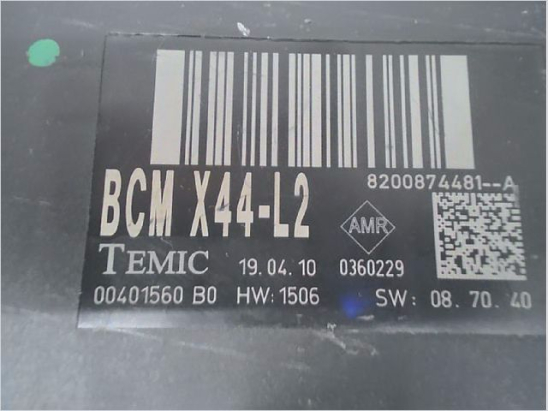 8200874481--A
BCM X44-L2
AMR
TEMIC 19.04.10 0360229
00401560 B0 HW:1506 SW: 08.70.40